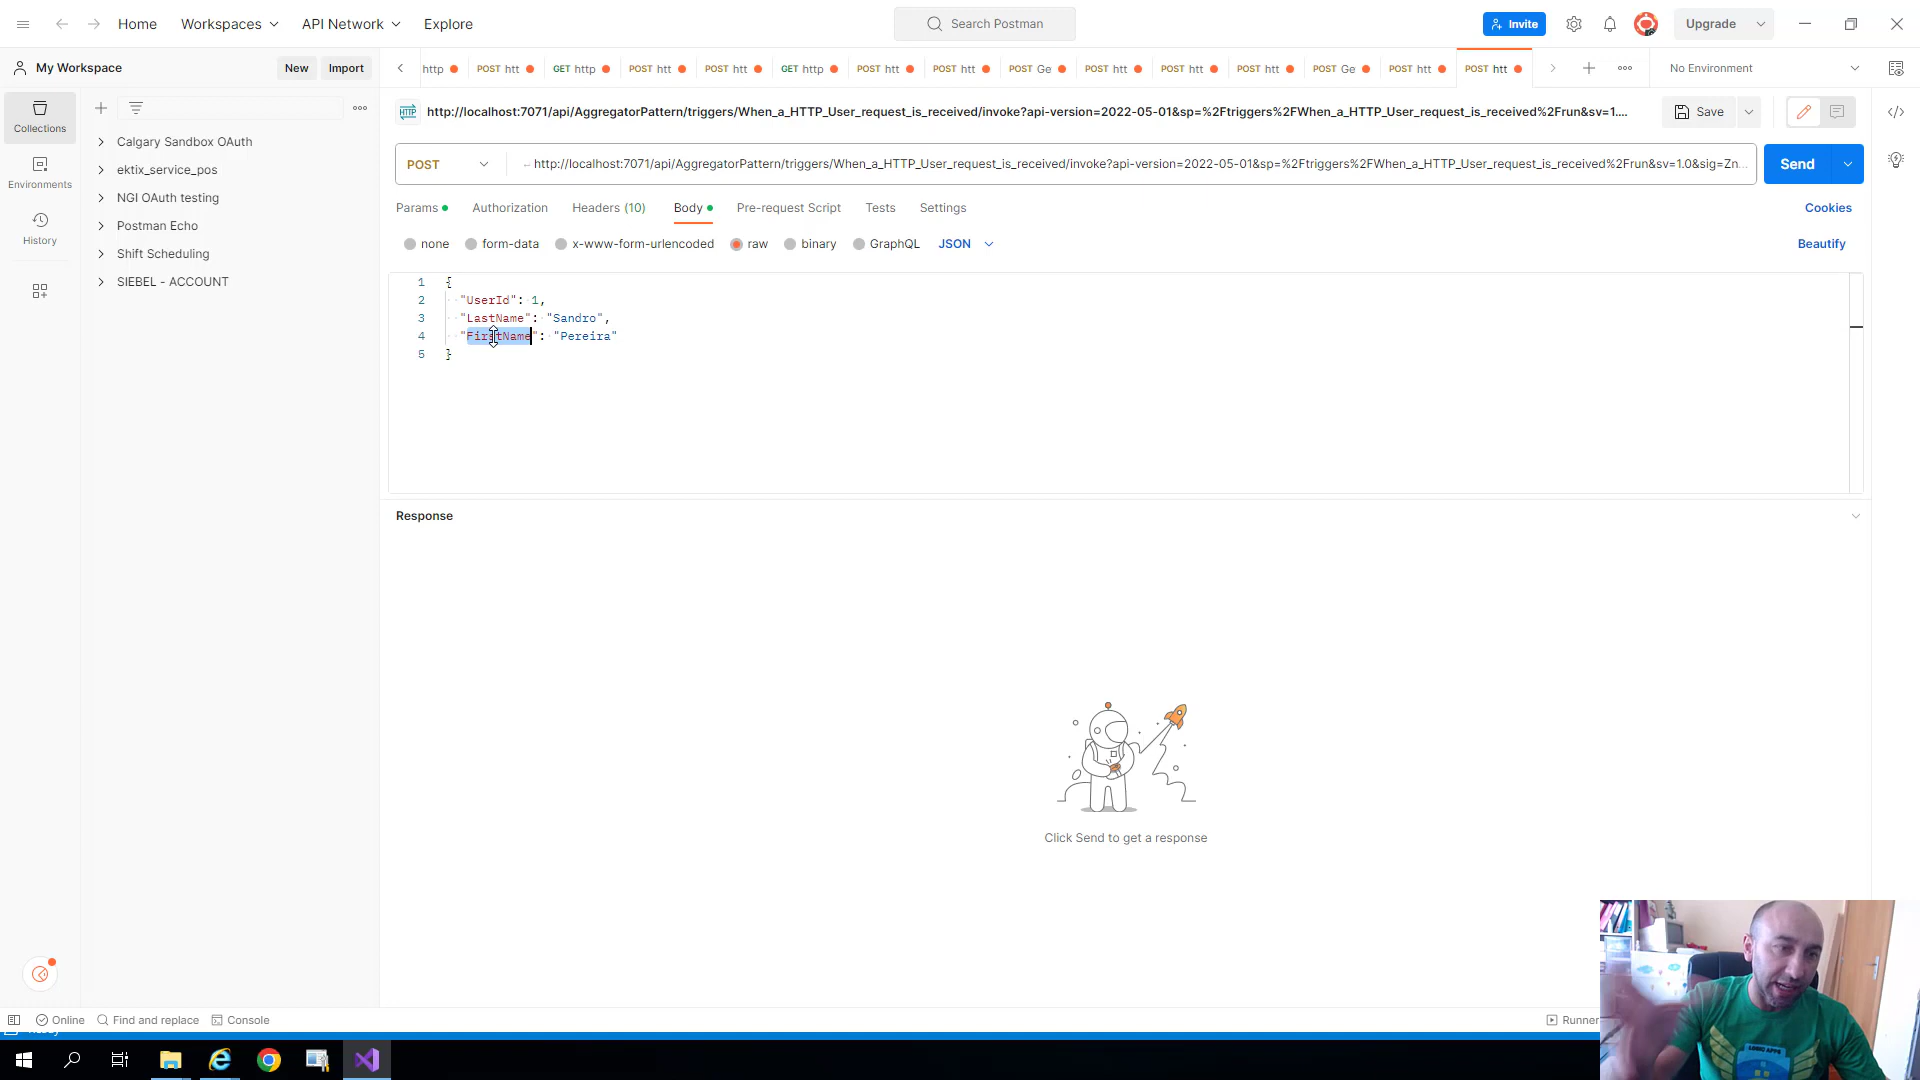 Home
Workspaces
API Network
Explore
Search Postman
Invite
Upgrade
My Workspace
New
Import
http
POST htt
GET http
POST htt
POST htt
GET http
POST htt
POST htt
POST Ge
POST htt
POST htt
POST htt
POST Ge
POST htt
POST htt
No Environment
Collections
Environments
History
Calgary Sandbox OAuth
ektix_service_pos
NGI OAuth testing
Postman Echo
Shift Scheduling
SIEBEL - ACCOUNT
HTTP
http://localhost:7071/api/AggregatorPattern/triggers/When_a_HTTP_User_request_is_received/invoke?api-version=2022-05-01&sp=%2Ftriggers%2FWhen_a_HTTP_User_request_is_received%2Frun&sv=1....
Save
POST
http://localhost:7071/api/AggregatorPattern/triggers/When_a_HTTP_User_request_is_received/invoke?api-version=2022-05-01&sp=%2Ftriggers%2FWhen_a_HTTP_User_request_is_received%2Frun&sv=1.0&sig=Zn...
Send
Params
Authorization
Headers (10)
Body
Pre-request Script
Tests
Settings
Cookies
none
form-data
x-www-form-urlencoded
raw
binary
GraphQL
JSON
Beautify
1 {
2 "UserId": 1,
3 "LastName": "Sandro",
4 "FirstName": "Pereira"
5 }
Response
Click Send to get a response
Online
Find and replace
Console
Runner
LOGIC APPS